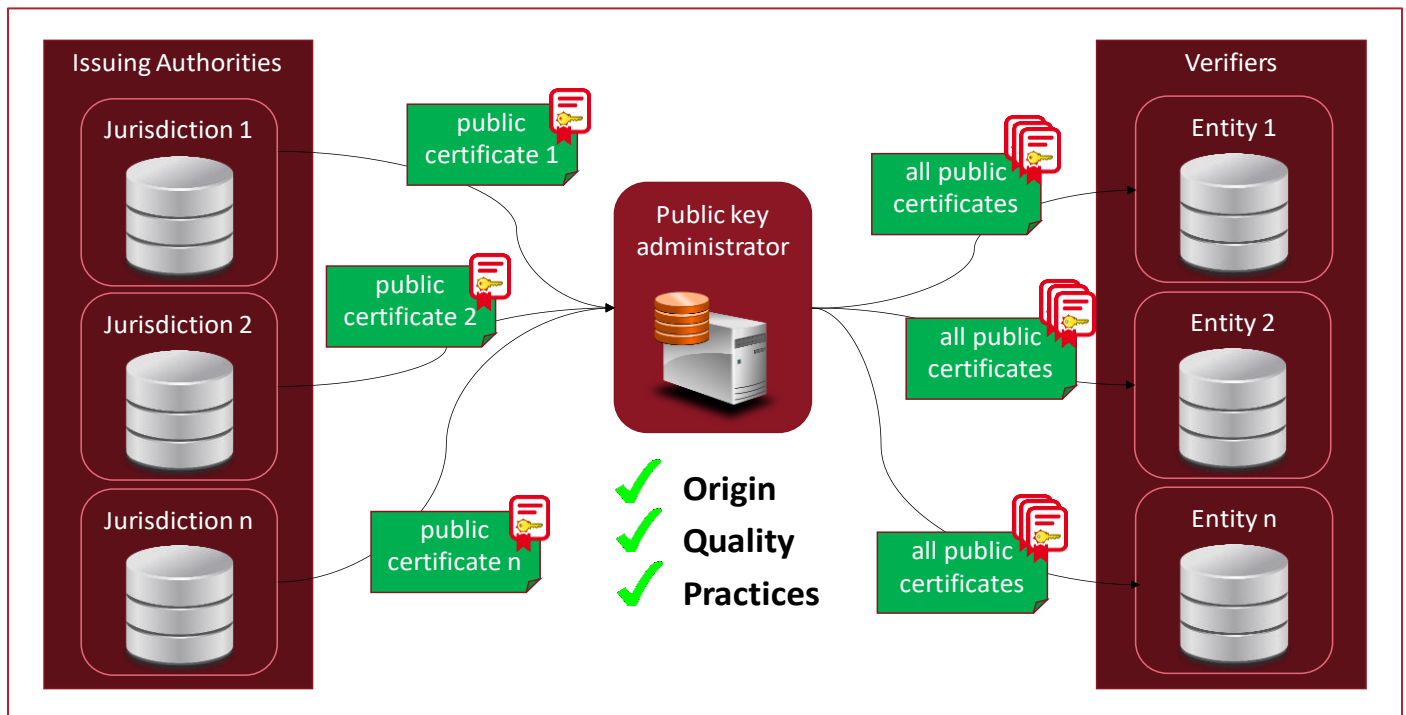 Issuing Authorities
Jurisdiction 1
Jurisdiction 2
Jurisdiction n
public
certificate 1
public
certificate 2
public
certificate n
Public key
administrator
Origin
Quality
Practices
all public
certificates
all public
certificates
all public
certificates
Verifiers
Entity 1
Entity 2
Entity n